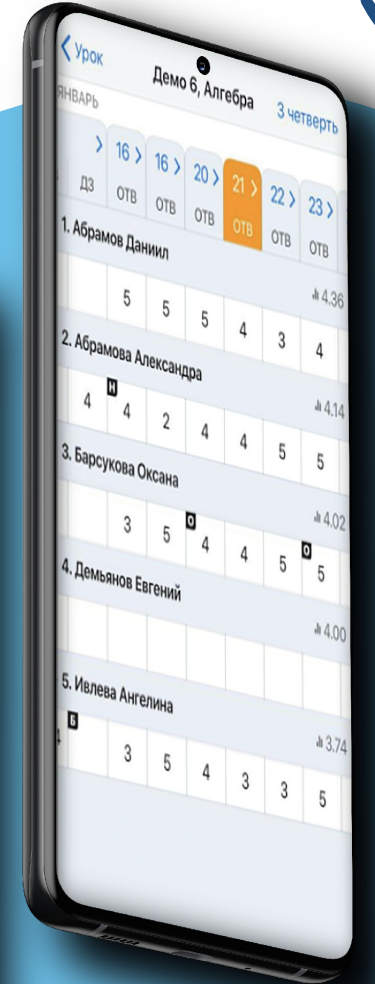 Урок Демо 6, Алгебра 3 четверть
ЯНВАРЬ
16 16 20 21 22 23
ДЗ ОТВ ОТВ ОТВ ОТВ ОТВ ОТВ
1. Абрамов Даниил 4.36
5 5 5 4 3 4
2. Абрамова Александра 4.14
Н
4 4 2 4 4 5 5
3. Барсукова Оксана 4.02
О О
3 5 4 4 5 5
4. Демьянов Евгений 4.00
5. Ивлева Ангелина 3.74
Б
4 3 5 4 3 3 5